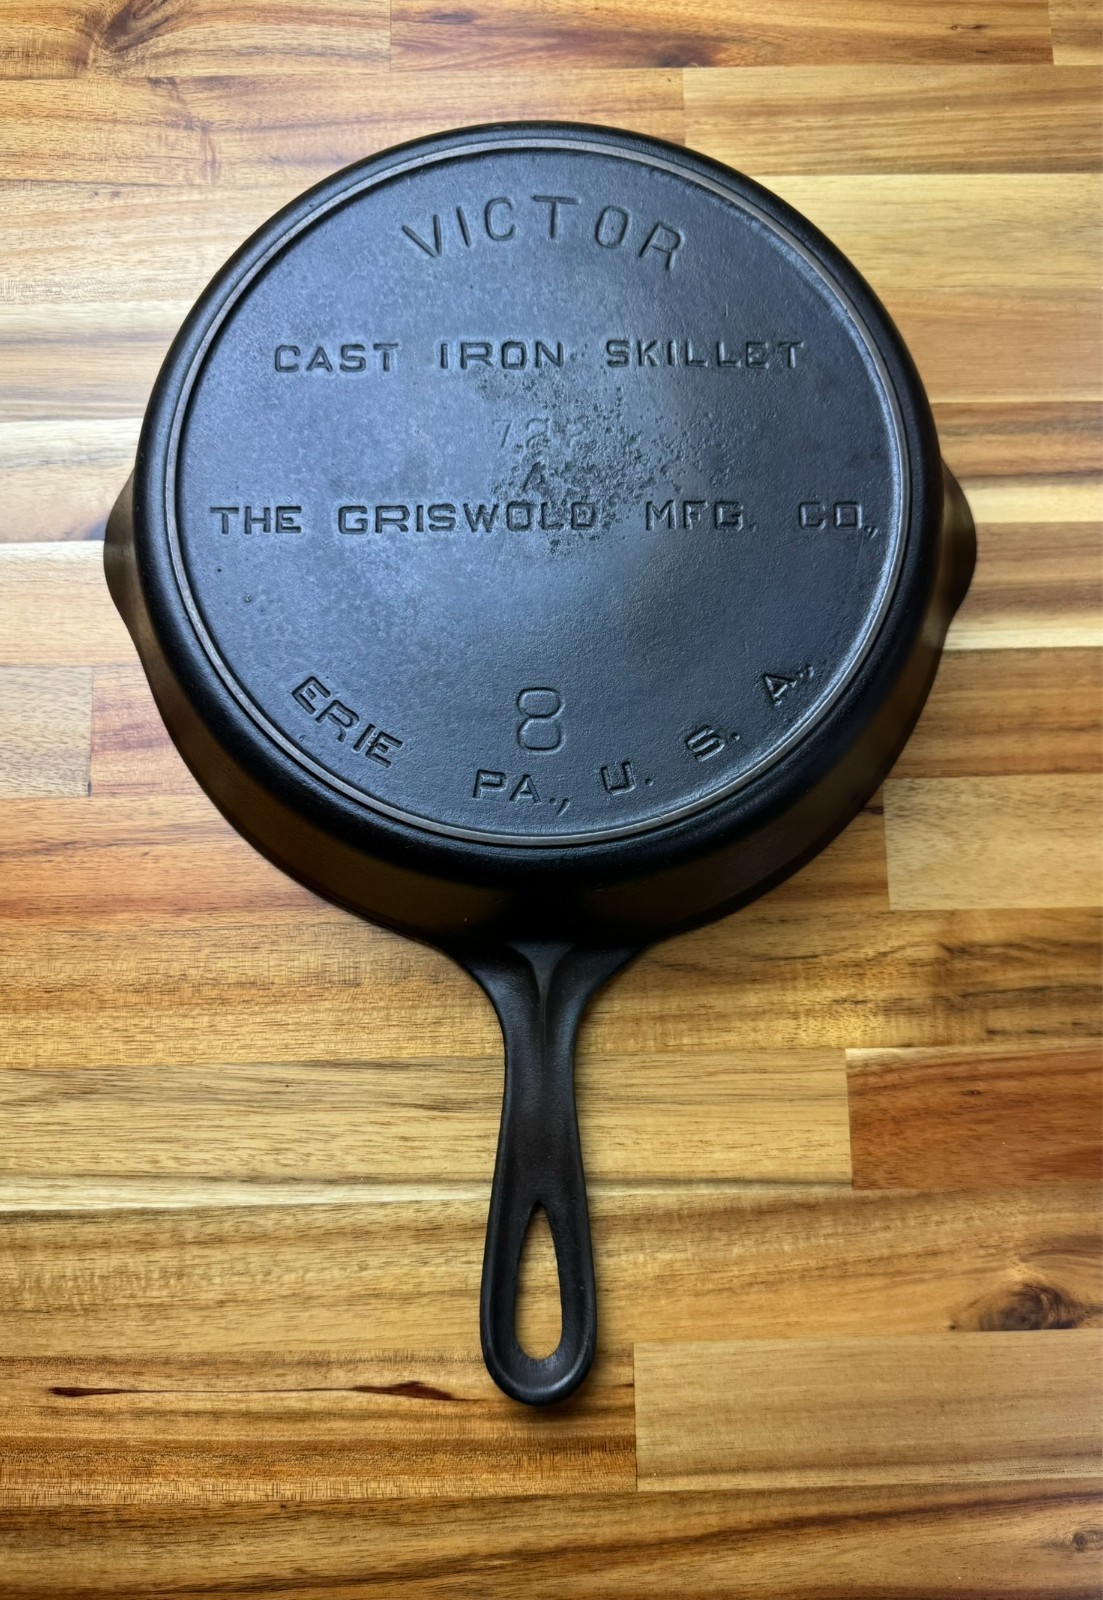 VICTOR
CAST IRON SKILLET
A
THE GRISWOLD MFG. CO.,
8
ERIE PA., U. S. A.,